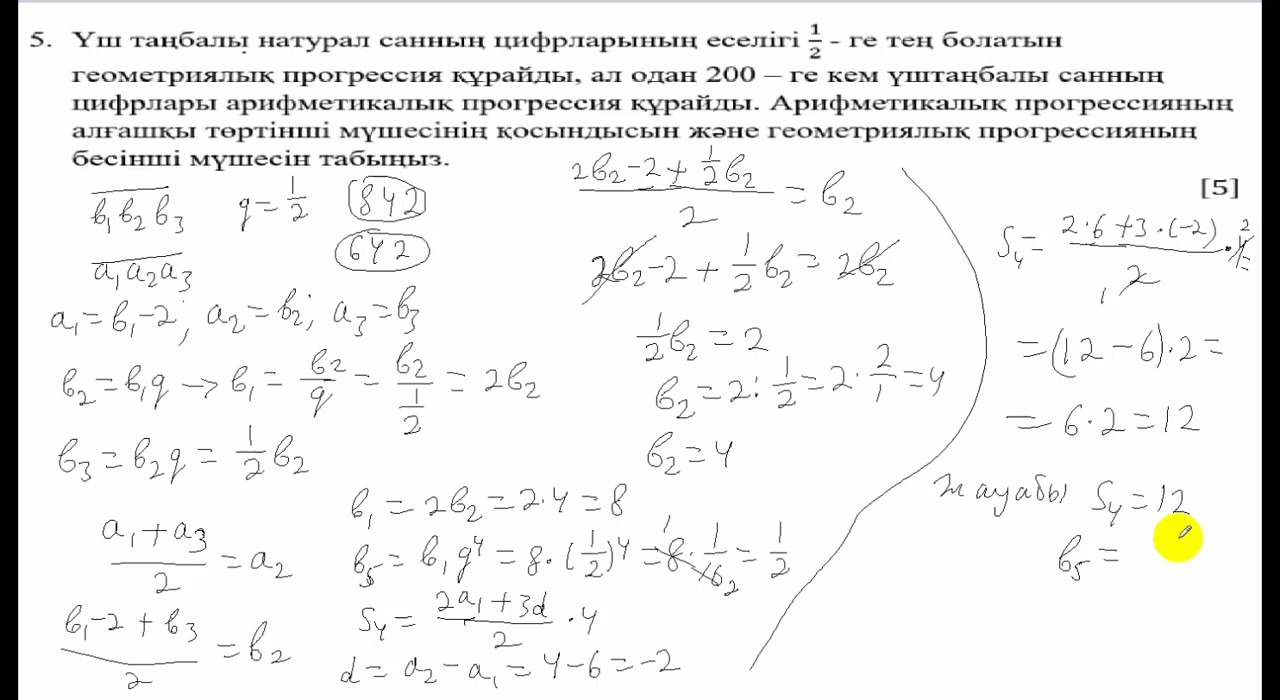 5. Үш таңбалы натурал санның цифрларының еселігі 1/2 - ге тең болатын
геометриялық прогрессия құрайды, ал одан 200 – ге кем үштаңбалы санның
цифрлары арифметикалық прогрессия құрайды. Арифметикалық прогрессияның
алғашқы төртінші мүшесінің қосындысын және геометриялық прогрессияның
бесінші мүшесін табыңыз.
[5]
b₁b₂b₃ q = 1/2 842
a₁a₂a₃ 642
a₁ = b₁ - 2; a₂ = b₂; a₃ = b₃
b₂ = b₁q → b₁ = b₂/q = b₂/(1/2) = 2b₂
b₃ = b₂q = 1/2 b₂
(a₁ + a₃)/2 = a₂
(b₁ - 2 + b₃)/2 = b₂
(2b₂ - 2 + 1/2 b₂)/2 = b₂
2b₂ - 2 + 1/2 b₂ = 2b₂
1/2 b₂ = 2
b₂ = 2 : 1/2 = 2 · 2/1 = 4
b₂ = 4
b₁ = 2b₂ = 2·4 = 8
b₅ = b₁q⁴ = 8·(1/2)⁴ = 8 · 1/16 = 1/2
S₄ = (2a₁ + 3d)/2 · 4
d = a₂ - a₁ = 4 - 6 = -2
S₄ = (2·6 + 3·(-2))/2 · 4 =
= (12 - 6)·2 =
= 6·2 = 12
жауабы S₄ = 12
b₅ =